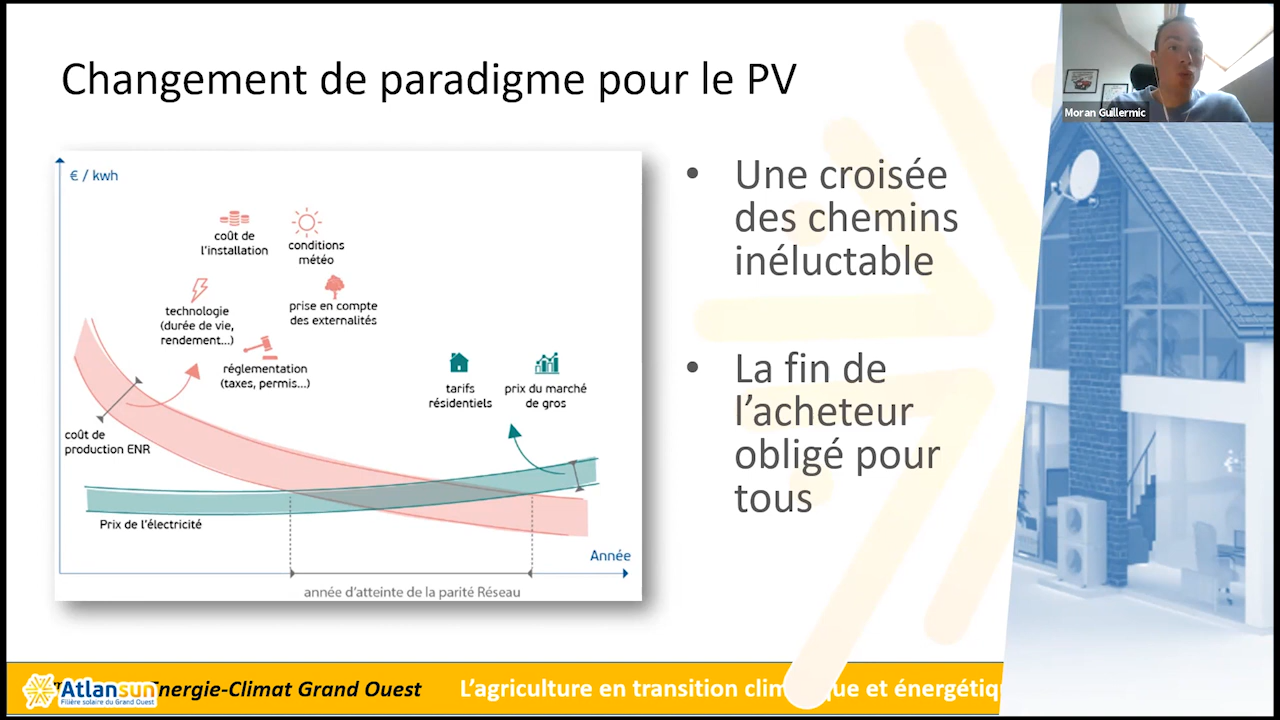 Changement de paradigme pour le PV
Moran Guillermic
€ / kwh
coût de
l'installation
conditions
météo
technologie
(durée de vie,
rendement...)
prise en compte
des externalités
réglementation
(taxes, permis...)
tarifs
résidentiels
prix du marché
de gros
coût de
production ENR
Prix de l'électricité
Année
année d'atteinte de la parité Réseau
• Une croisée
des chemins
inéluctable
• La fin de
l'acheteur
obligé pour
tous
Atlansun
Filière solaire du Grand Ouest
Energie-Climat Grand Ouest
L'agriculture en transition
et